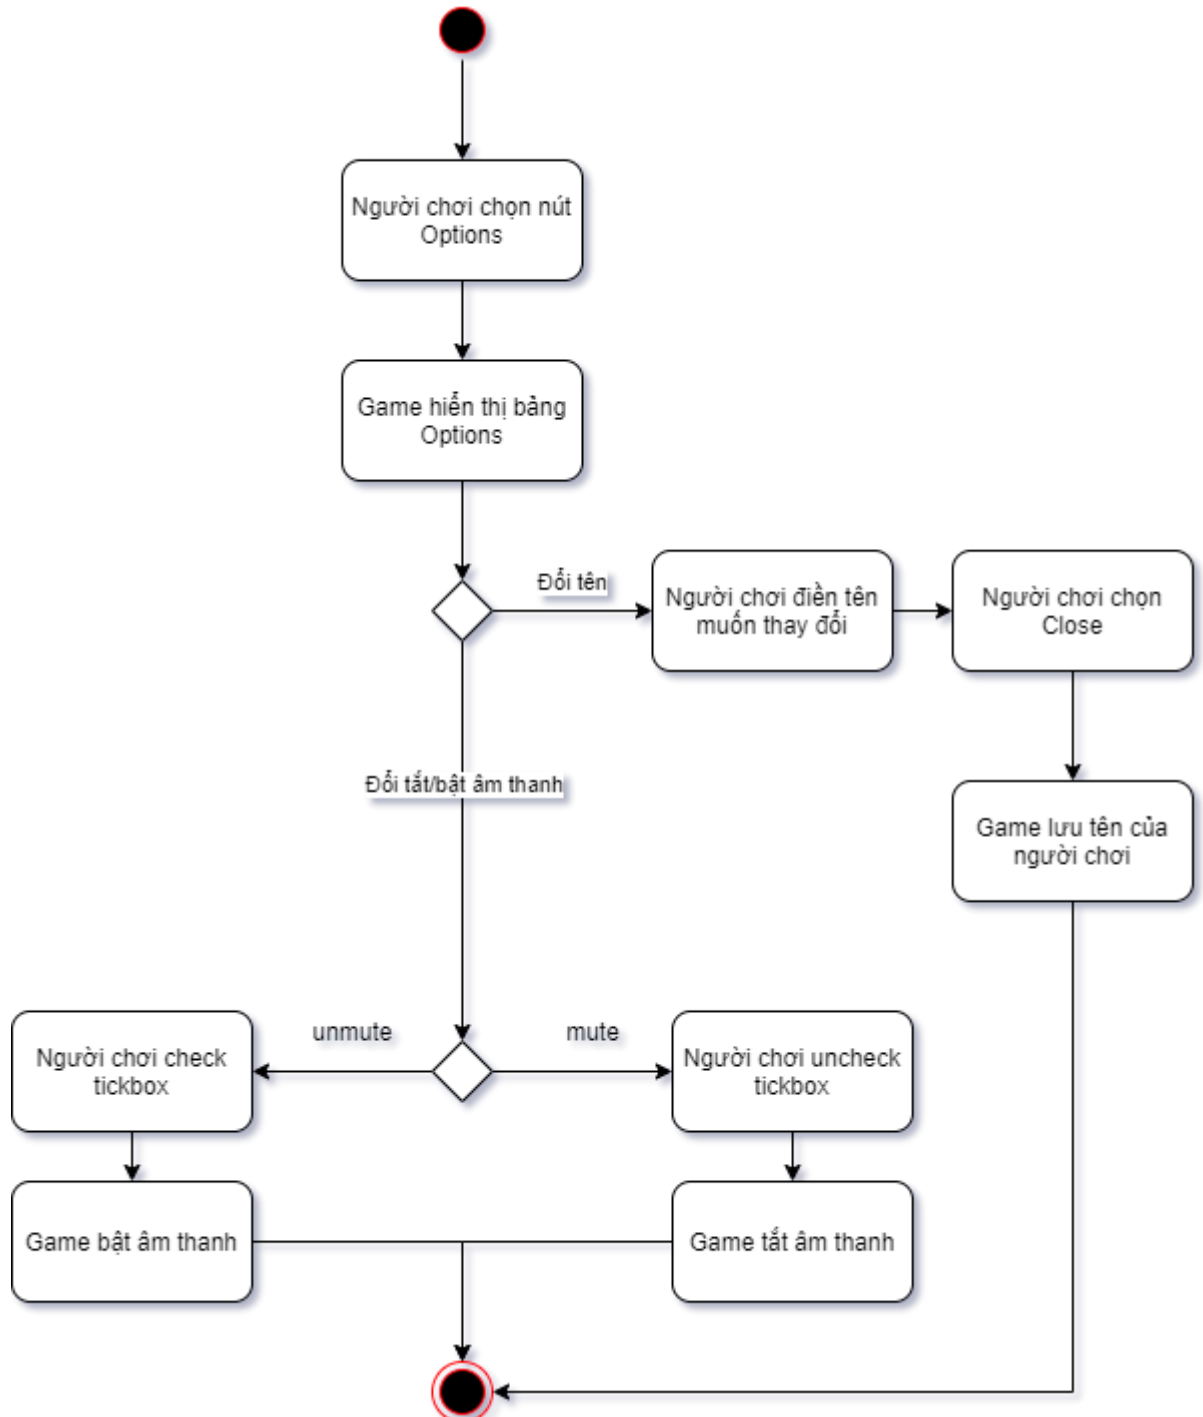 Người chơi chọn nút
Options
Game hiển thị bảng
Options
Đổi tên
Người chơi điền tên
muốn thay đổi
Người chơi chọn
Close
Đổi tắt/bật âm thanh
Game lưu tên của
người chơi
unmute
mute
Người chơi check
tickbox
Người chơi uncheck
tickbox
Game bật âm thanh
Game tắt âm thanh